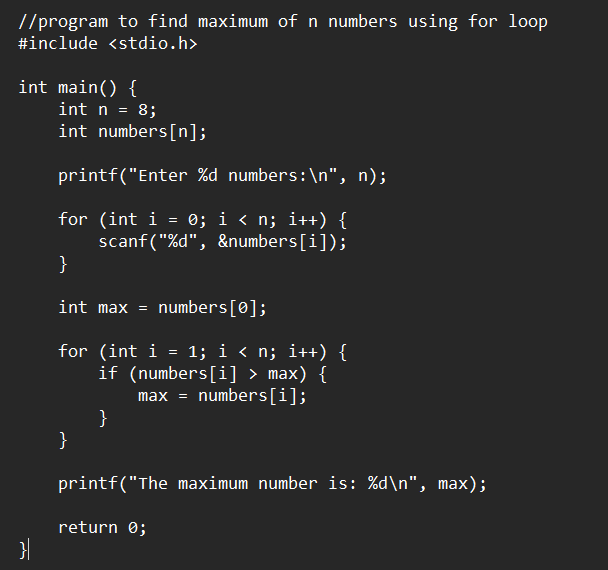 //program to find maximum of n numbers using for loop
#include <stdio.h>

int main() {
    int n = 8;
    int numbers[n];

    printf("Enter %d numbers:\n", n);

    for (int i = 0; i < n; i++) {
        scanf("%d", &numbers[i]);
    }

    int max = numbers[0];

    for (int i = 1; i < n; i++) {
        if (numbers[i] > max) {
            max = numbers[i];
        }
    }

    printf("The maximum number is: %d\n", max);

    return 0;
}